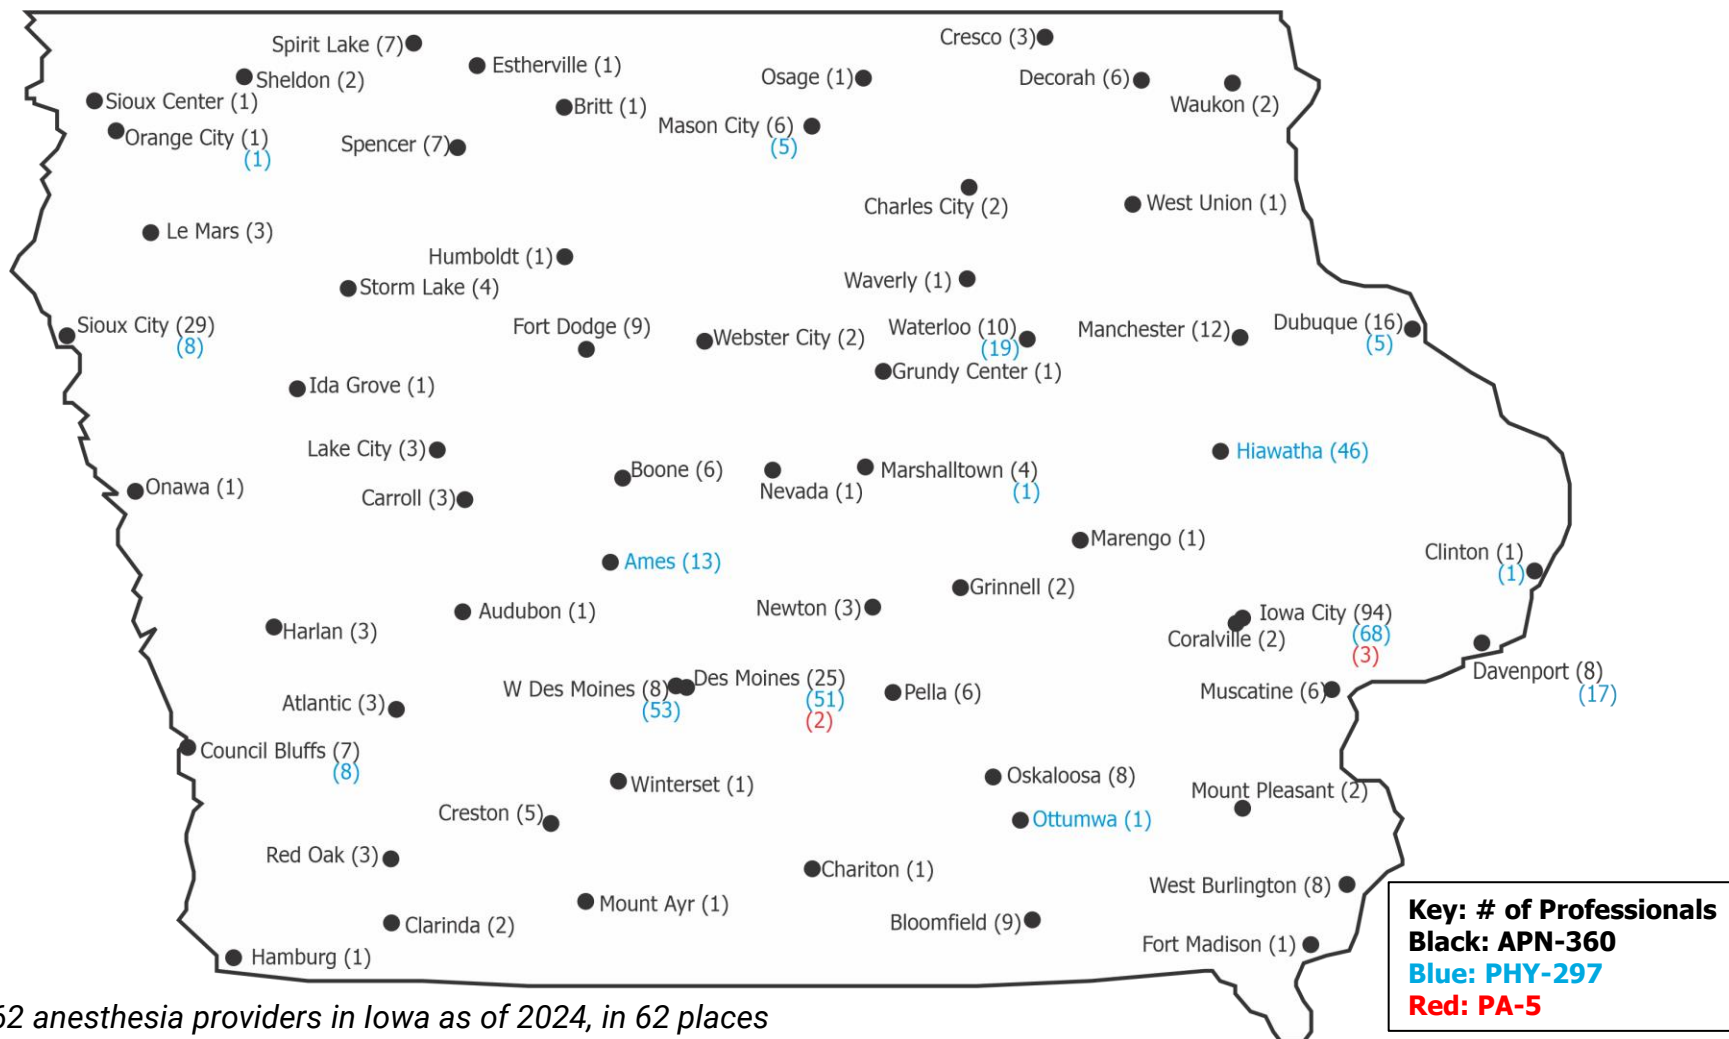 Spirit Lake (7)
Cresco (3)
Estherville (1)
Sheldon (2)
Osage (1)
Decorah (6)
Waukon (2)
Sioux Center (1)
Britt (1)
Orange City (1)
(1)
Spencer (7)
Mason City (6)
(5)
Charles City (2)
West Union (1)
Le Mars (3)
Humboldt (1)
Storm Lake (4)
Waverly (1)
Sioux City (29)
(8)
Fort Dodge (9)
Webster City (2)
Waterloo (10)
(19)
Manchester (12)
Dubuque (16)
(5)
Grundy Center (1)
Ida Grove (1)
Lake City (3)
Hiawatha (46)
Boone (6)
Nevada (1)
Marshalltown (4)
(1)
Onawa (1)
Carroll (3)
Marengo (1)
Clinton (1)
(1)
Ames (13)
Grinnell (2)
Audubon (1)
Newton (3)
Iowa City (94)
(68)
(3)
Coralville (2)
Harlan (3)
Davenport (8)
(17)
W Des Moines (8)
(53)
Des Moines (25)
(51)
(2)
Pella (6)
Muscatine (6)
Atlantic (3)
Council Bluffs (7)
(8)
Winterset (1)
Oskaloosa (8)
Mount Pleasant (2)
Creston (5)
Ottumwa (1)
Red Oak (3)
Chariton (1)
West Burlington (8)
Mount Ayr (1)
Clarinda (2)
Bloomfield (9)
Fort Madison (1)
Hamburg (1)
Key: # of Professionals
Black: APN-360
Blue: PHY-297
Red: PA-5
62 anesthesia providers in Iowa as of 2024, in 62 places